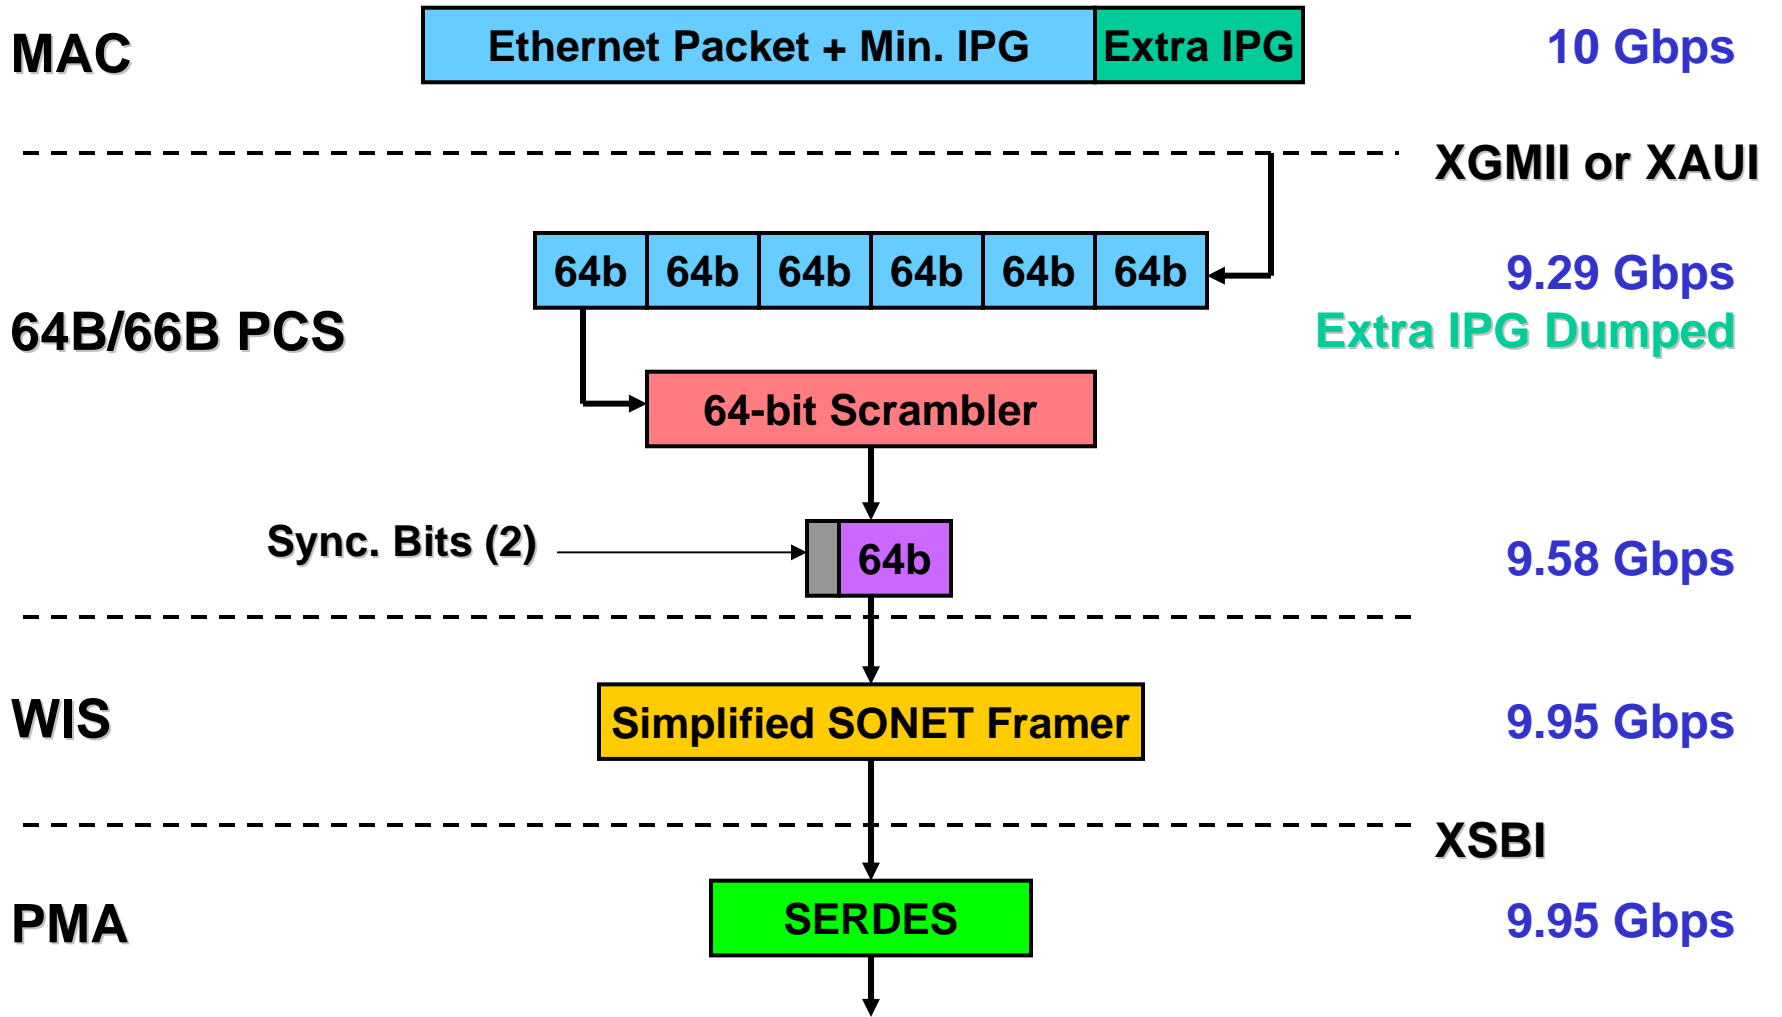 MAC
Ethernet Packet + Min. IPG
Extra IPG
10 Gbps
XGMII or XAUI
64b 64b 64b 64b 64b 64b
9.29 Gbps
64B/66B PCS
Extra IPG Dumped
64-bit Scrambler
Sync. Bits (2)
64b
9.58 Gbps
WIS
Simplified SONET Framer
9.95 Gbps
XSBI
PMA
SERDES
9.95 Gbps